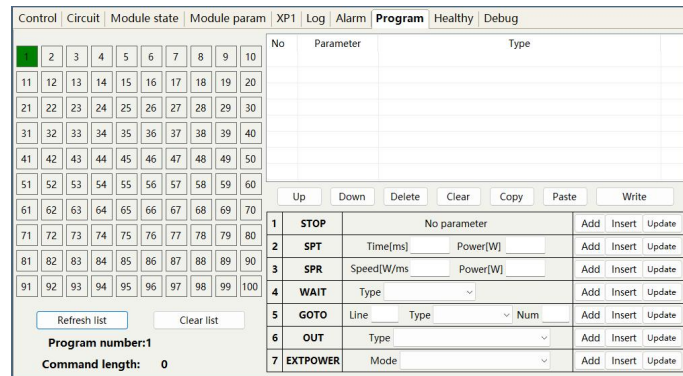 Control Circuit Module state Module param XP1 Log Alarm Program Healthy Debug
No Parameter Type
1 2 3 4 5 6 7 8 9 10
11 12 13 14 15 16 17 18 19 20
21 22 23 24 25 26 27 28 29 30
31 32 33 34 35 36 37 38 39 40
41 42 43 44 45 46 47 48 49 50
51 52 53 54 55 56 57 58 59 60
61 62 63 64 65 66 67 68 69 70
71 72 73 74 75 76 77 78 79 80
81 82 83 84 85 86 87 88 89 90
91 92 93 94 95 96 97 98 99 100
Refresh list Clear list
Program number:1
Command length: 0
Up Down Delete Clear Copy Paste Write
1 STOP No parameter Add Insert Update
2 SPT Time[ms] Power[W] Add Insert Update
3 SPR Speed[W/ms Power[W] Add Insert Update
4 WAIT Type Add Insert Update
5 GOTO Line Type Num Add Insert Update
6 OUT Type Add Insert Update
7 EXTPOWER Mode Add Insert Update